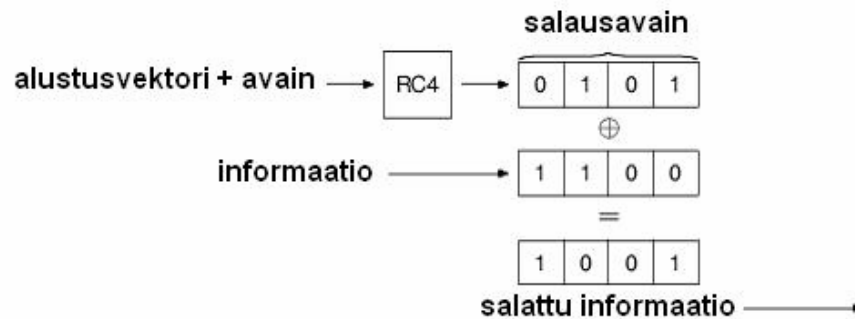 salausavain
alustusvektori + avain RC4 0 1 0 1
⊕
informaatio 1 1 0 0
=
1 0 0 1
salattu informaatio